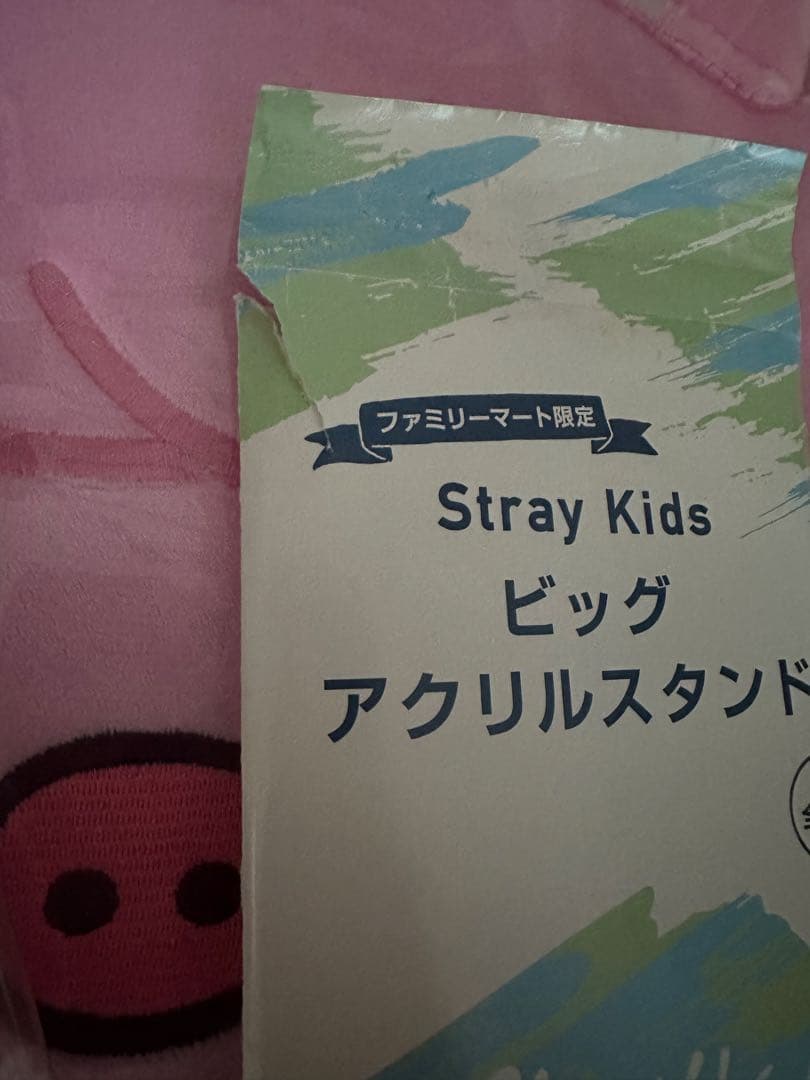 ファミリーマート限定
Stray Kids
ビッグ
アクリルスタンド